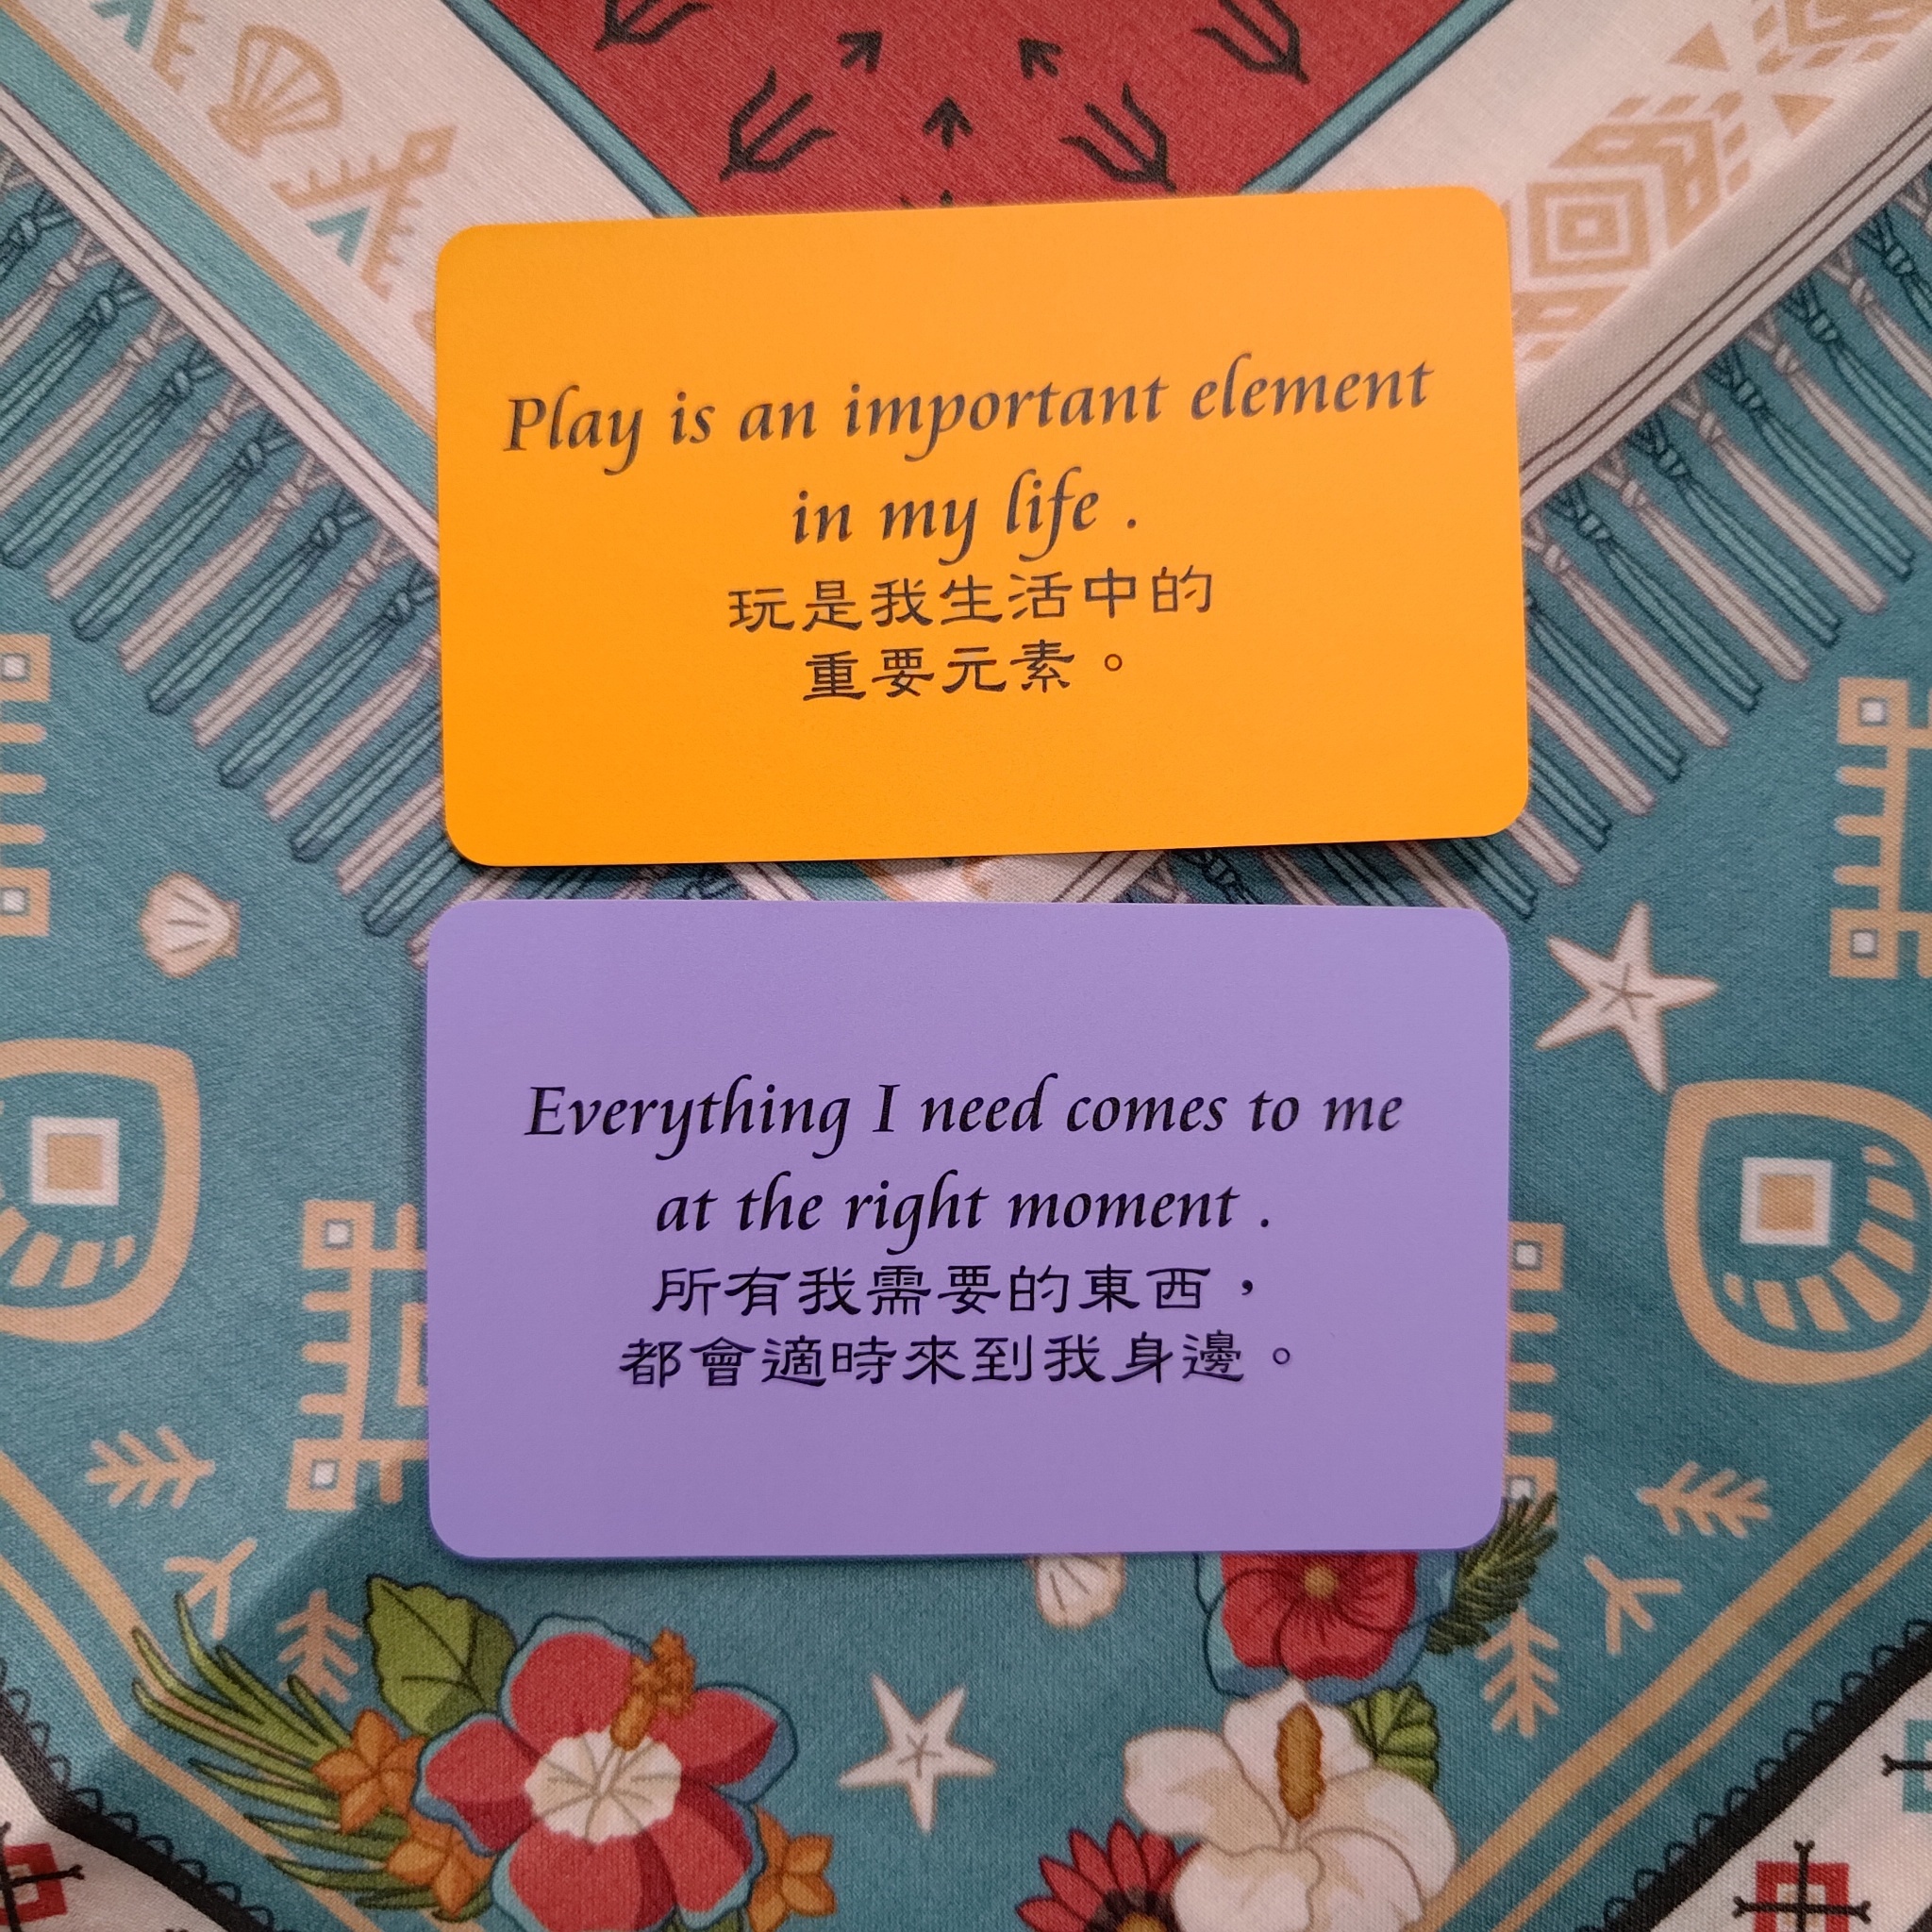 Play is an important element
in my life .
玩是我生活中的
重要元素。
Everything I need comes to me
at the right moment .
所有我需要的東西，
都會適時來到我身邊。